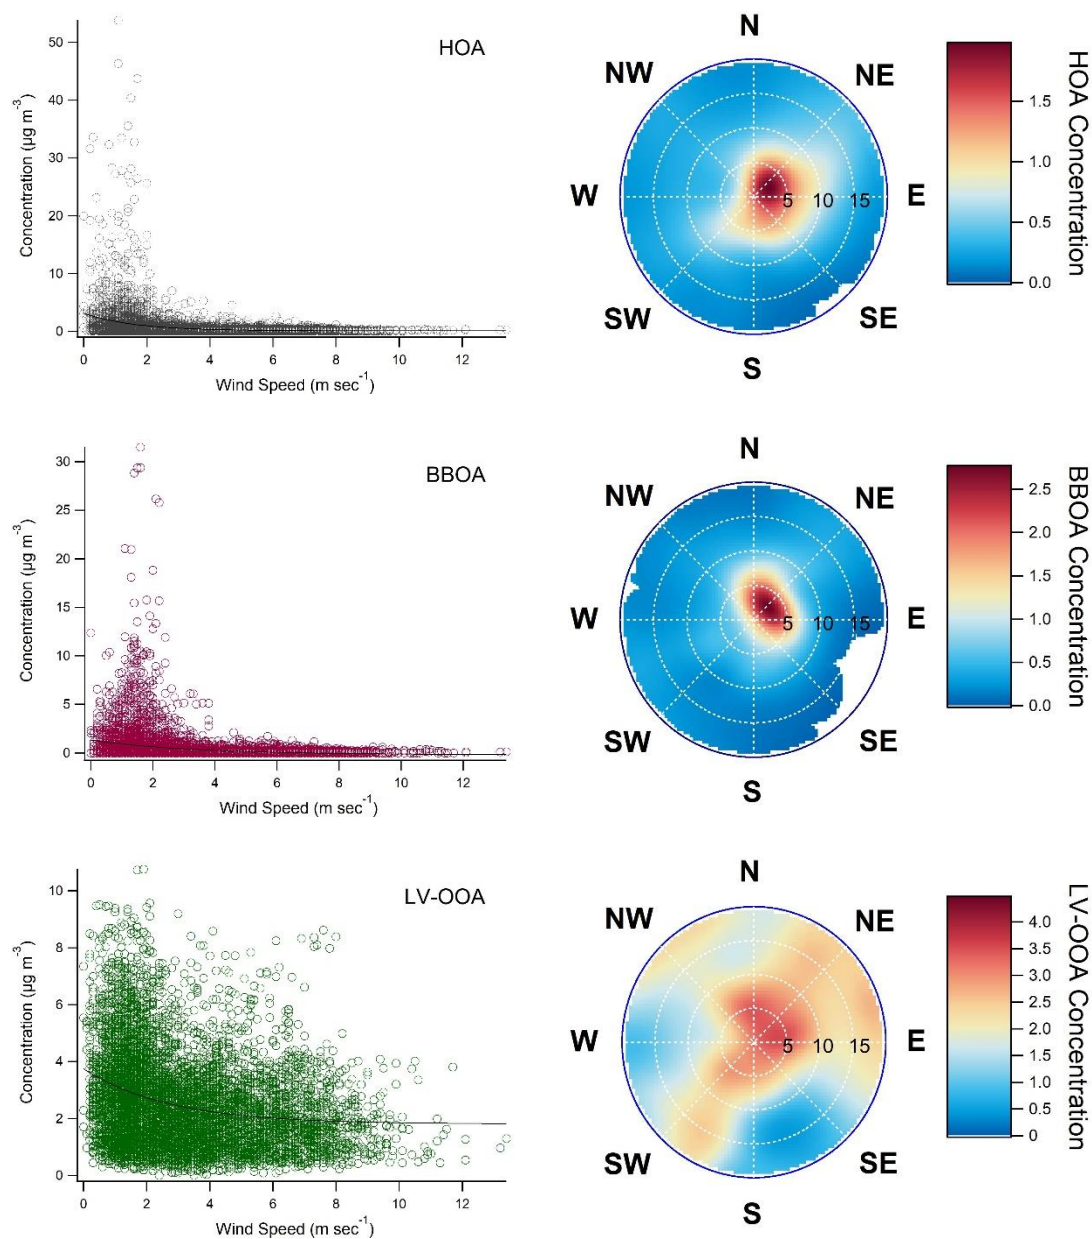 HOA
50
40
30
20
10
0
Concentration (µg m⁻³)
0 2 4 6 8 10 12
Wind Speed (m sec⁻¹)
N
NW NE
W 5 10 15 E
SW SE
S
1.5
1.0
0.5
0.0
HOA Concentration
BBOA
30
25
20
15
10
5
0
Concentration (µg m⁻³)
0 2 4 6 8 10 12
Wind Speed (m sec⁻¹)
N
NW NE
W 5 10 15 E
SW SE
S
2.5
2.0
1.5
1.0
0.5
0.0
BBOA Concentration
LV-OOA
10
8
6
4
2
0
Concentration (µg m⁻³)
0 2 4 6 8 10 12
Wind Speed (m sec⁻¹)
N
NW NE
W 5 10 15 E
SW SE
S
4.0
3.5
3.0
2.5
2.0
1.5
1.0
0.5
0
LV-OOA Concentration